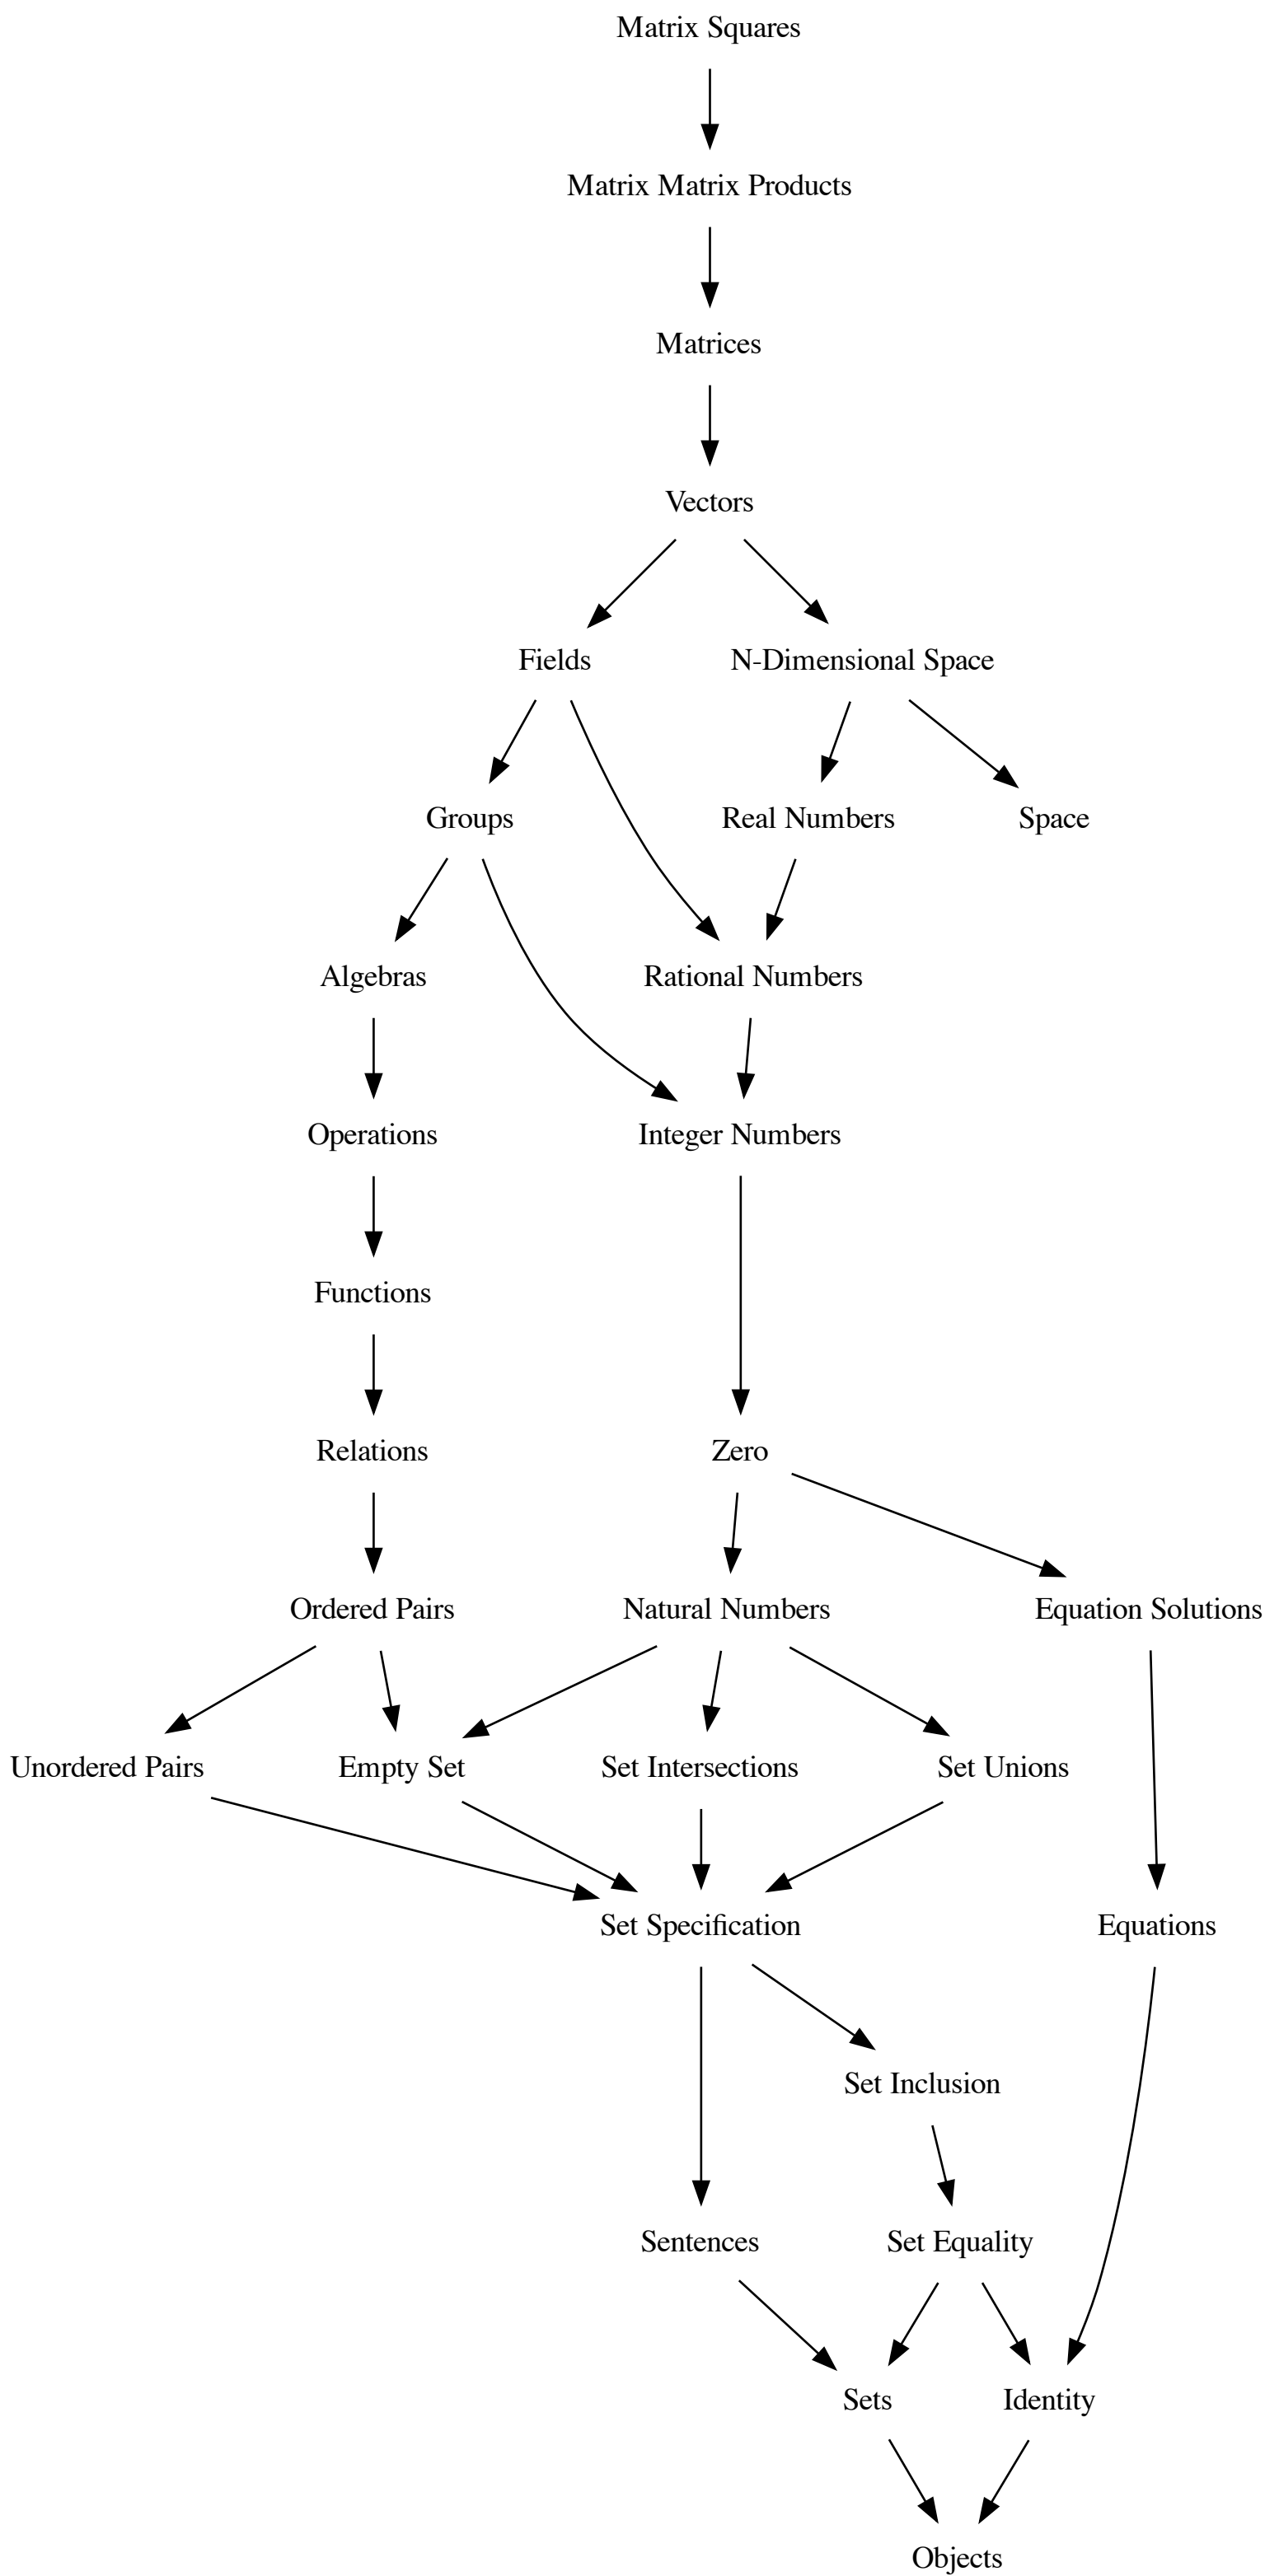 Matrix Squares
Matrix Matrix Products
Matrices
Vectors
Fields
N-Dimensional Space
Groups
Real Numbers
Space
Algebras
Rational Numbers
Operations
Integer Numbers
Functions
Relations
Zero
Ordered Pairs
Natural Numbers
Equation Solutions
Unordered Pairs
Empty Set
Set Intersections
Set Unions
Set Specification
Equations
Set Inclusion
Sentences
Set Equality
Sets
Identity
Objects